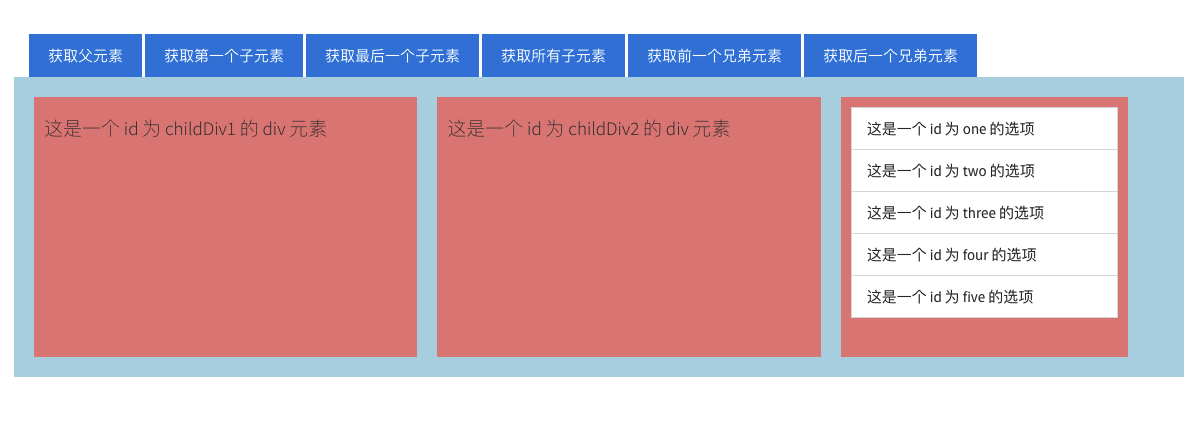 获取父元素
获取第一个子元素
获取最后一个子元素
获取所有子元素
获取前一个兄弟元素
获取后一个兄弟元素
这是一个 id 为 childDiv1 的 div 元素
这是一个 id 为 childDiv2 的 div 元素
这是一个 id 为 one 的选项
这是一个 id 为 two 的选项
这是一个 id 为 three 的选项
这是一个 id 为 four 的选项
这是一个 id 为 five 的选项